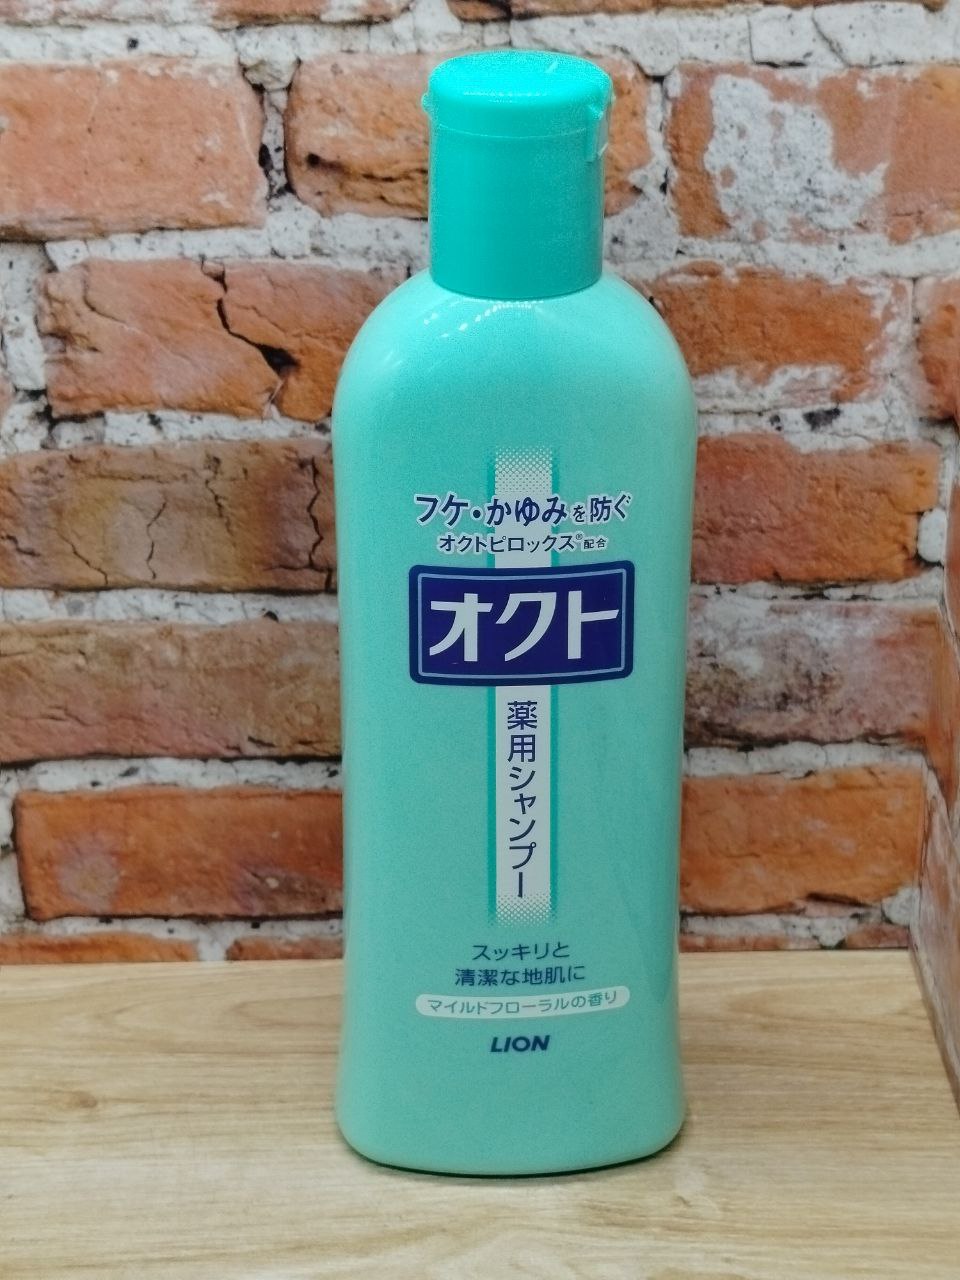 フケ・かゆみを防ぐ
オクトピロックス®配合
オクト
薬用シャンプー
スッキリと
清潔な地肌に
マイルドフローラルの香り
LION